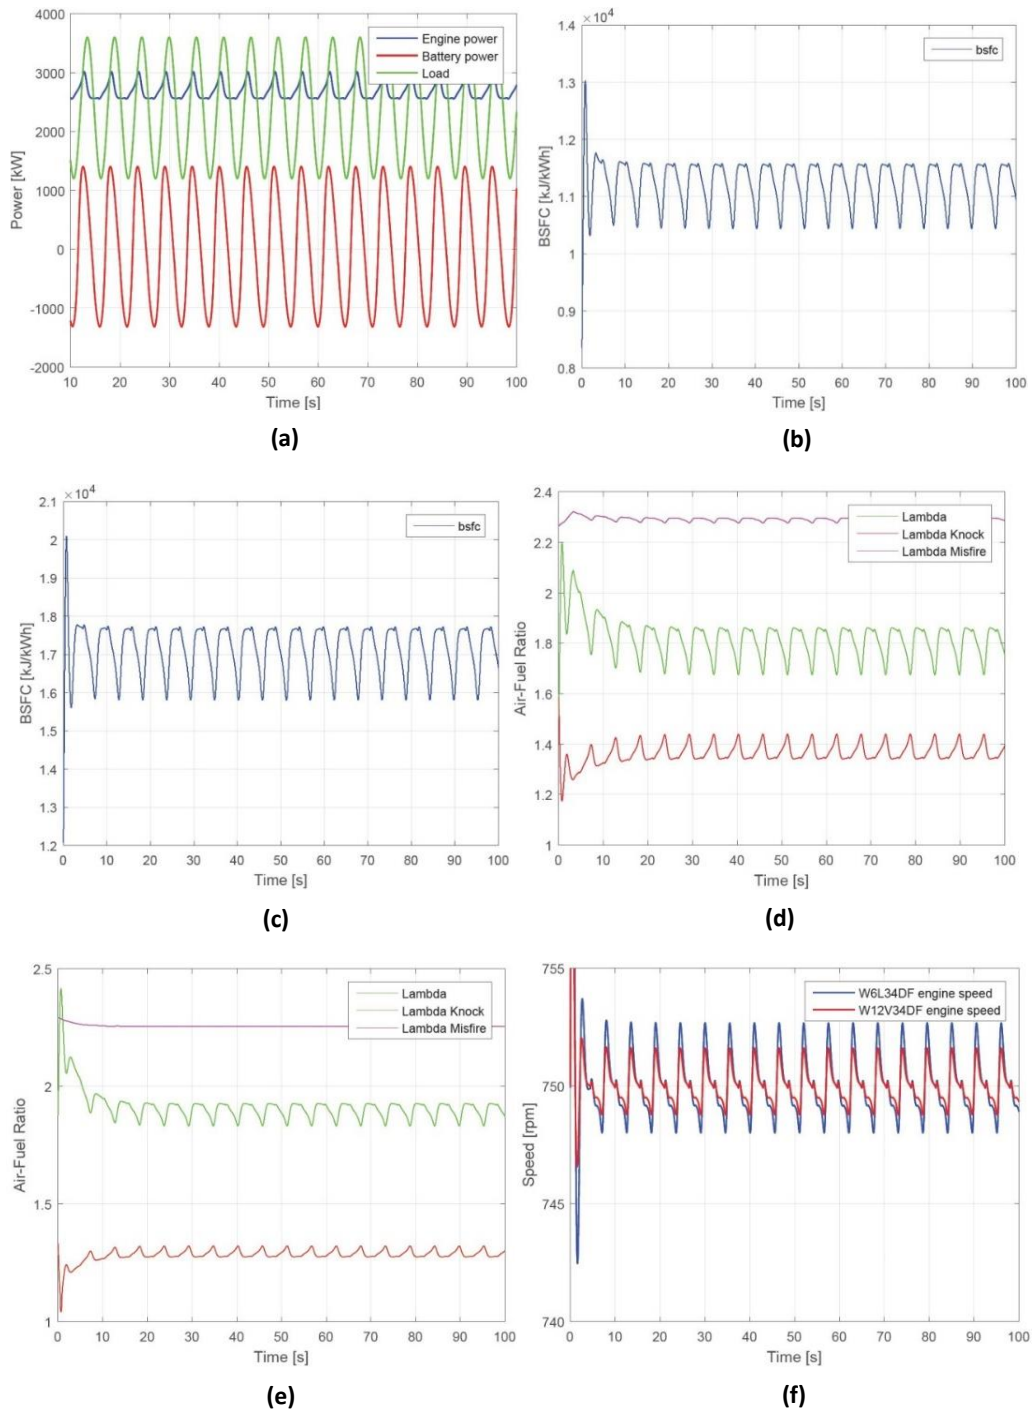 4000
3000
2000
1000
0
-1000
-2000
Power [kW]
Engine power
Battery power
Load
10 20 30 40 50 60 70 80 90 100
Time [s]
(a)
×10⁴
1.4
1.3
1.2
1.1
1
0.9
0.8
BSFC [kJ/kWh]
bsfc
0 10 20 30 40 50 60 70 80 90 100
Time [s]
(b)
×10⁴
2.1
2
1.9
1.8
1.7
1.6
1.5
1.4
1.3
1.2
BSFC [kJ/kWh]
bsfc
0 10 20 30 40 50 60 70 80 90 100
Time [s]
(c)
2.4
2.2
2
1.8
1.6
1.4
1.2
1
Air-Fuel Ratio
Lambda
Lambda Knock
Lambda Misfire
0 10 20 30 40 50 60 70 80 90 100
Time [s]
(d)
2.5
2
1.5
1
Air-Fuel Ratio
Lambda
Lambda Knock
Lambda Misfire
0 10 20 30 40 50 60 70 80 90 100
Time [s]
(e)
755
750
745
740
Speed [rpm]
W6L34DF engine speed
W12V34DF engine speed
0 10 20 30 40 50 60 70 80 90 100
Time [s]
(f)